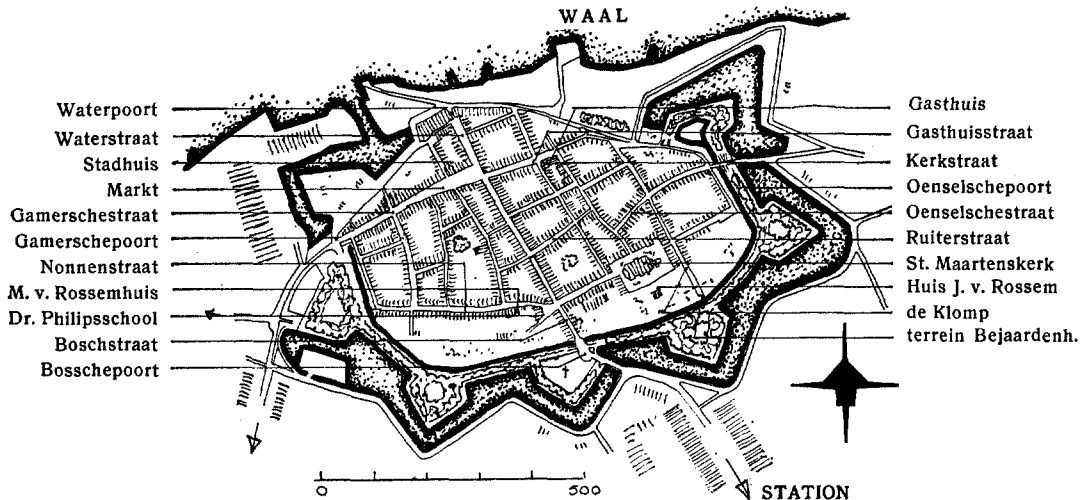 WAAL
Waterpoort
Waterstraat
Stadhuis
Markt
Gamerschestraat
Gamerschepoort
Nonnenstraat
M. v. Rossemhuis
Dr. Philipsschool
Boschstraat
Bosschepoort
Gasthuis
Gasthuisstraat
Kerkstraat
Oenselschepoort
Oenselschestraat
Ruiterstraat
St. Maartenskerk
Huis J. v. Rossem
de Klomp
terrein Bejaardenh.
0 500
STATION